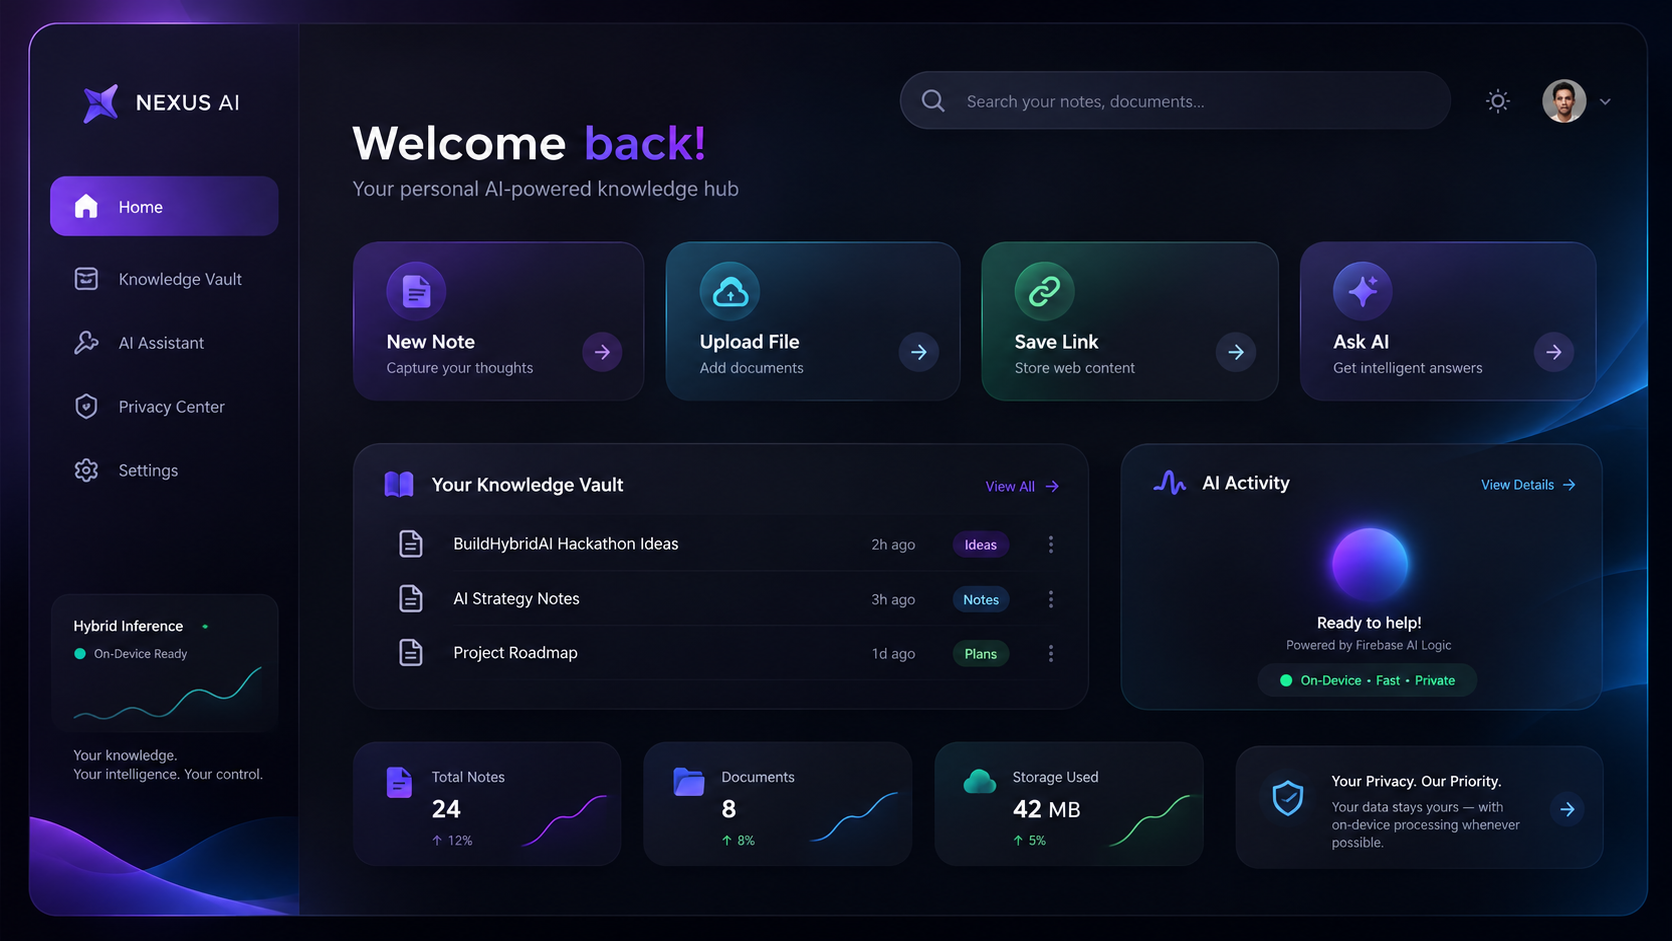 NEXUS AI
Home
Knowledge Vault
AI Assistant
Privacy Center
Settings
Hybrid Inference
On-Device Ready
Your knowledge.
Your intelligence. Your control.
Search your notes, documents...
Welcome back!
Your personal AI-powered knowledge hub
New Note
Capture your thoughts
Upload File
Add documents
Save Link
Store web content
Ask AI
Get intelligent answers
Your Knowledge Vault
View All →
BuildHybridAI Hackathon Ideas
2h ago
Ideas
AI Strategy Notes
3h ago
Notes
Project Roadmap
1d ago
Plans
AI Activity
View Details →
Ready to help!
Powered by Firebase AI Logic
On-Device • Fast • Private
Total Notes
24
↑ 12%
Documents
8
↑ 8%
Storage Used
42 MB
↑ 5%
Your Privacy. Our Priority.
Your data stays yours — with
on-device processing whenever
possible.